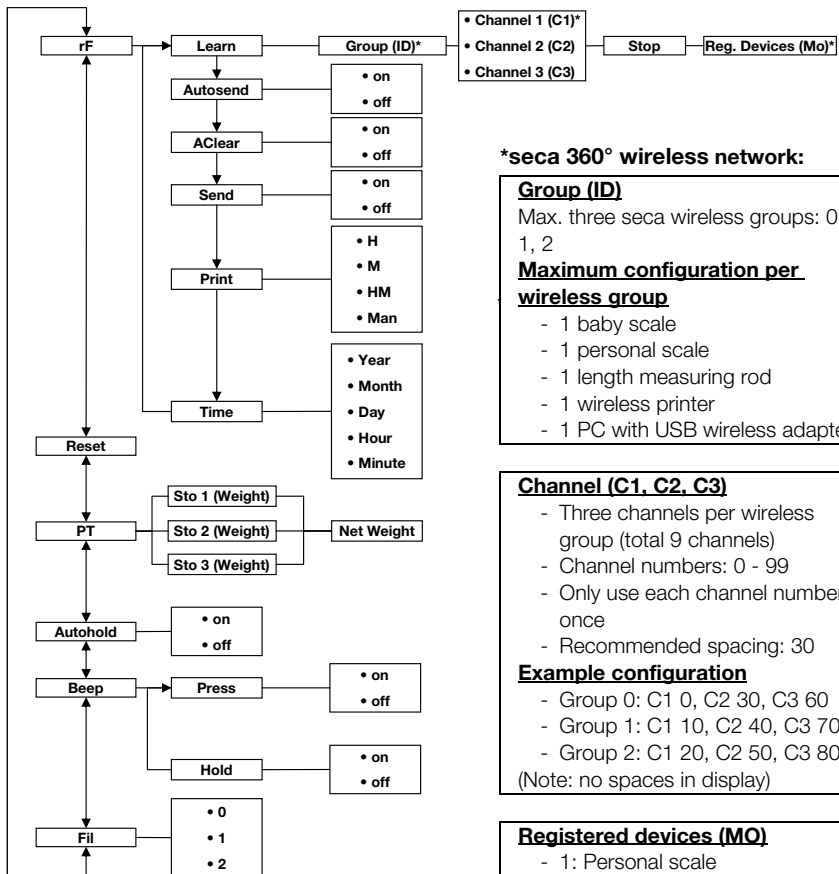 rF
Learn
Group (ID)*
• Channel 1 (C1)*
• Channel 2 (C2)
• Channel 3 (C3)
Stop
Reg. Devices (Mo)*
Autosend
• on
• off
AClear
• on
• off
Send
• on
• off
Print
• H
• M
• HM
• Man
Time
• Year
• Month
• Day
• Hour
• Minute
Reset
PT
Sto 1 (Weight)
Sto 2 (Weight)
Sto 3 (Weight)
Net Weight
Autohold
• on
• off
Beep
Press
• on
• off
Hold
• on
• off
Fil
• 0
• 1
• 2
*seca 360° wireless network:
Group (ID)
Max. three seca wireless groups: 0
1, 2
Maximum configuration per
wireless group
- 1 baby scale
- 1 personal scale
- 1 length measuring rod
- 1 wireless printer
- 1 PC with USB wireless adapte
Channel (C1, C2, C3)
- Three channels per wireless
group (total 9 channels)
- Channel numbers: 0 - 99
- Only use each channel number
once
- Recommended spacing: 30
Example configuration
- Group 0: C1 0, C2 30, C3 60
- Group 1: C1 10, C2 40, C3 70
- Group 2: C1 20, C2 50, C3 80
(Note: no spaces in display)
Registered devices (MO)
- 1: Personal scale